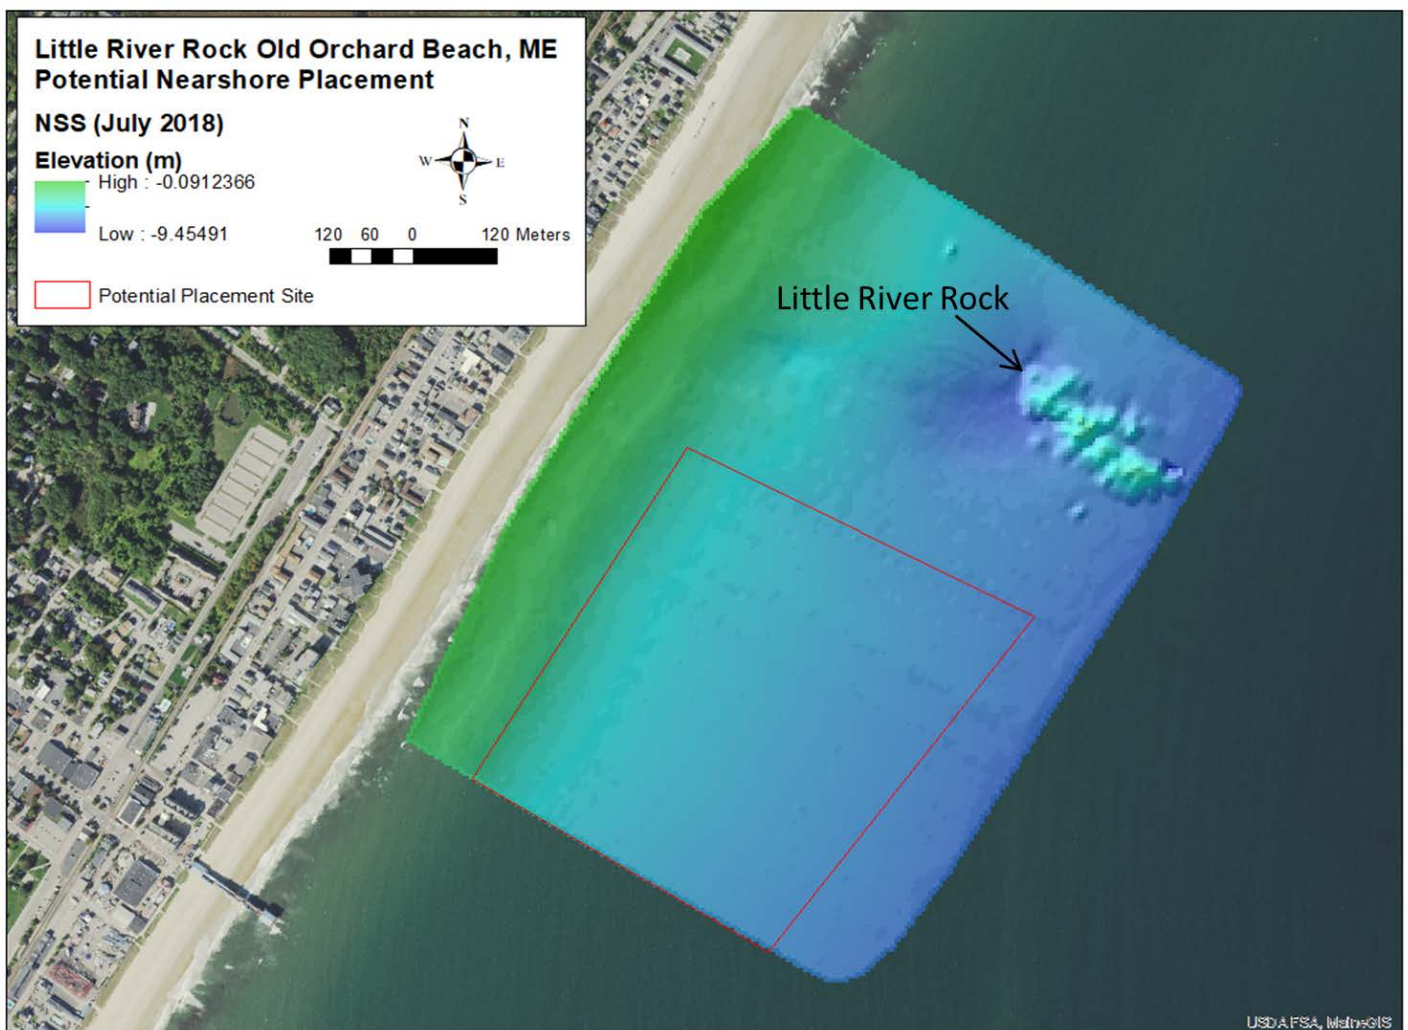 Little River Rock Old Orchard Beach, ME
Potential Nearshore Placement
NSS (July 2018)
Elevation (m)
High : -0.0912366
Low : -9.45491
N
W
E
S
120 60 0 120 Meters
Potential Placement Site
Little River Rock
USDA FSA, MaineGIS